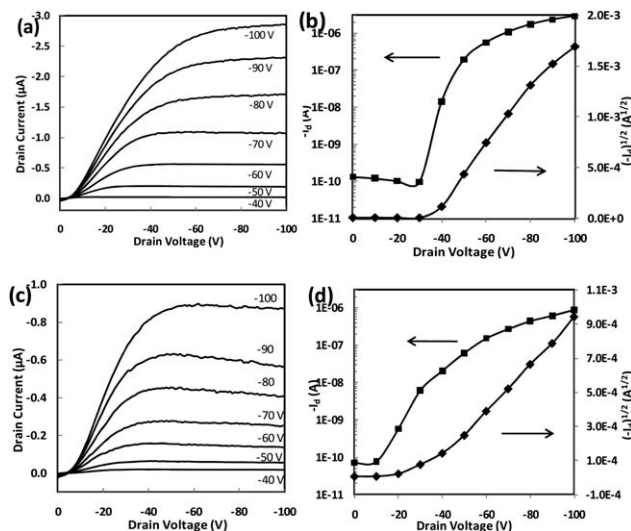 (a)
Drain Current (µA)
-3.0
-2.5
-2.0
-1.5
-1.0
-0.5
0.0
-100 V
-90 V
-80 V
-70 V
-60 V
-50 V
-40 V
0 -20 -40 -60 -80 -100
Drain Voltage (V)
(b)
-Id (A)
1E-06
1E-07
1E-08
1E-09
1E-10
1E-11
2.0E-3
1.5E-3
1.0E-3
5.0E-4
0.0E+0
(-Id)1/2 (A1/2)
0 -20 -40 -60 -80 -100
Drain Voltage (V)
(c)
Drain Current (µA)
-1.0
-0.8
-0.6
-0.4
-0.2
0.0
-100
-90
-80
-70 V
-60 V
-50 V
-40 V
0 -20 -40 -60 -80 -100
Drain Voltage (V)
(d)
-Id (A)
1E-06
1E-07
1E-08
1E-09
1E-10
1E-11
1.1E-3
9.0E-4
7.0E-4
5.0E-4
3.0E-4
1.0E-4
-1.0E-4
(-Id)1/2 (A1/2)
0 -20 -40 -60 -80 -100
Drain Voltage (V)